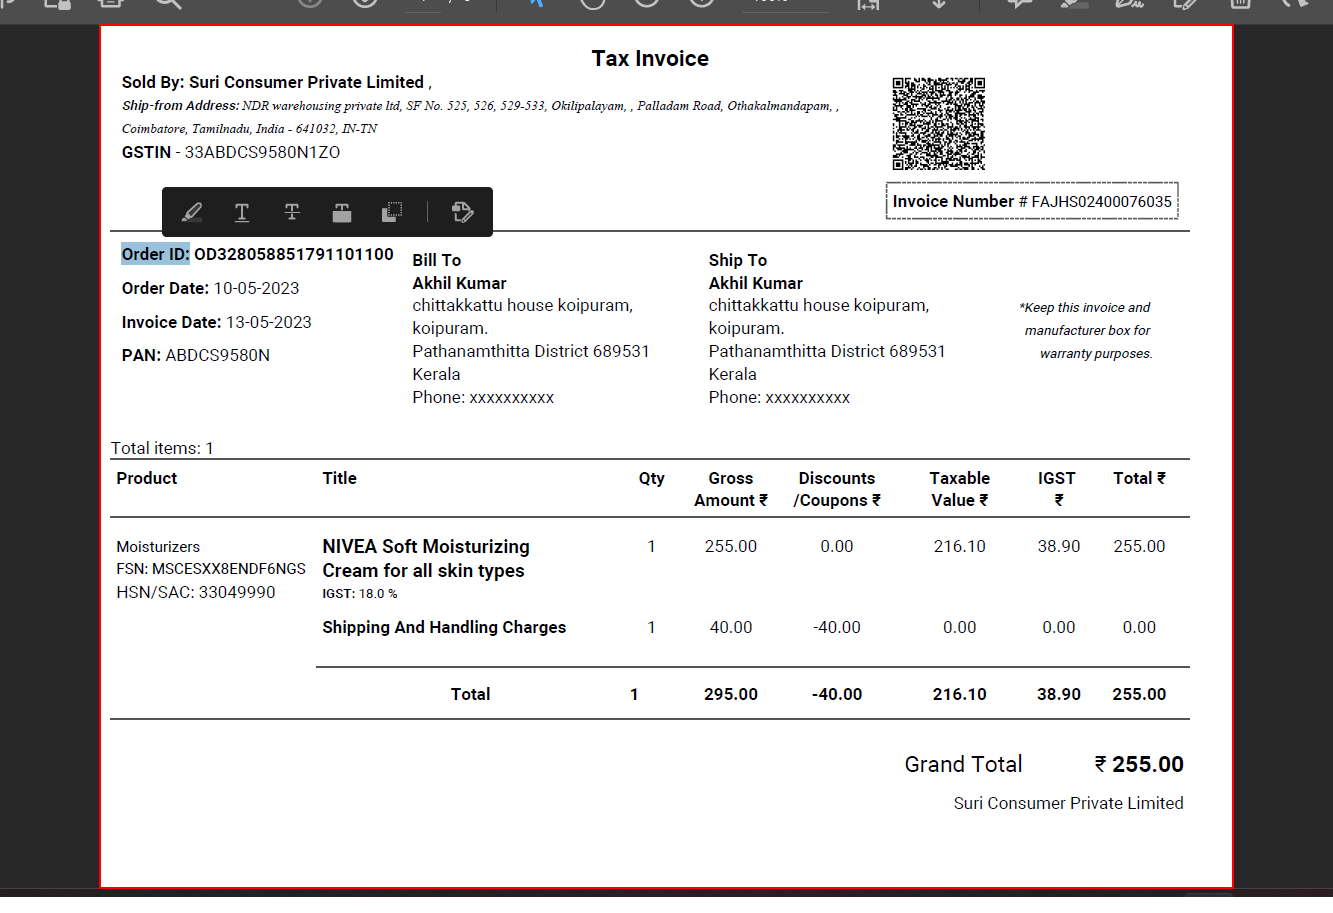 Tax Invoice
Sold By: Suri Consumer Private Limited ,
Ship-from Address: NDR warehousing private ltd, SF No. 525, 526, 529-533, Okilipalayam, , Palladam Road, Othakalmandapam, ,
Coimbatore, Tamilnadu, India - 641032, IN-TN
GSTIN - 33ABDCS9580N1ZO
Invoice Number # FAJHS02400076035
Order ID: OD328058851791101100
Order Date: 10-05-2023
Invoice Date: 13-05-2023
PAN: ABDCS9580N
Bill To
Akhil Kumar
chittakkattu house koipuram,
koipuram.
Pathanamthitta District 689531
Kerala
Phone: xxxxxxxxxx
Ship To
Akhil Kumar
chittakkattu house koipuram,
koipuram.
Pathanamthitta District 689531
Kerala
Phone: xxxxxxxxxx
*Keep this invoice and
manufacturer box for
warranty purposes.
Total items: 1
Product Title Qty Gross Discounts Taxable IGST Total ₹
Amount ₹ /Coupons ₹ Value ₹ ₹
Moisturizers NIVEA Soft Moisturizing 1 255.00 0.00 216.10 38.90 255.00
FSN: MSCESXX8ENDF6NGS Cream for all skin types
HSN/SAC: 33049990 IGST: 18.0 %
Shipping And Handling Charges 1 40.00 -40.00 0.00 0.00 0.00
Total 1 295.00 -40.00 216.10 38.90 255.00
Grand Total ₹ 255.00
Suri Consumer Private Limited